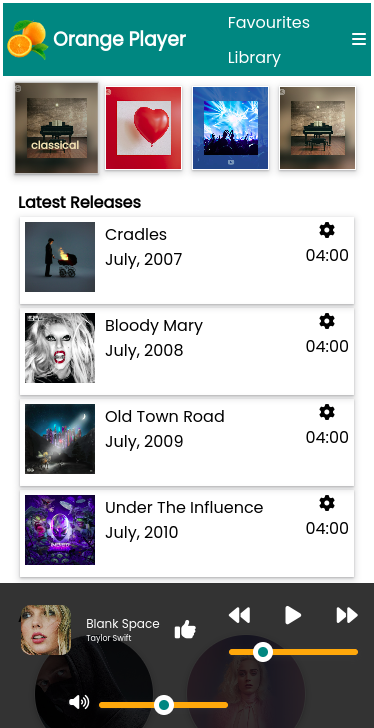 Orange Player
Favourites
Library
classical
Latest Releases
Cradles
July, 2007
04:00
Bloody Mary
July, 2008
04:00
Old Town Road
July, 2009
04:00
Under The Influence
July, 2010
04:00
INDIGO
Blank Space
Taylor Swift